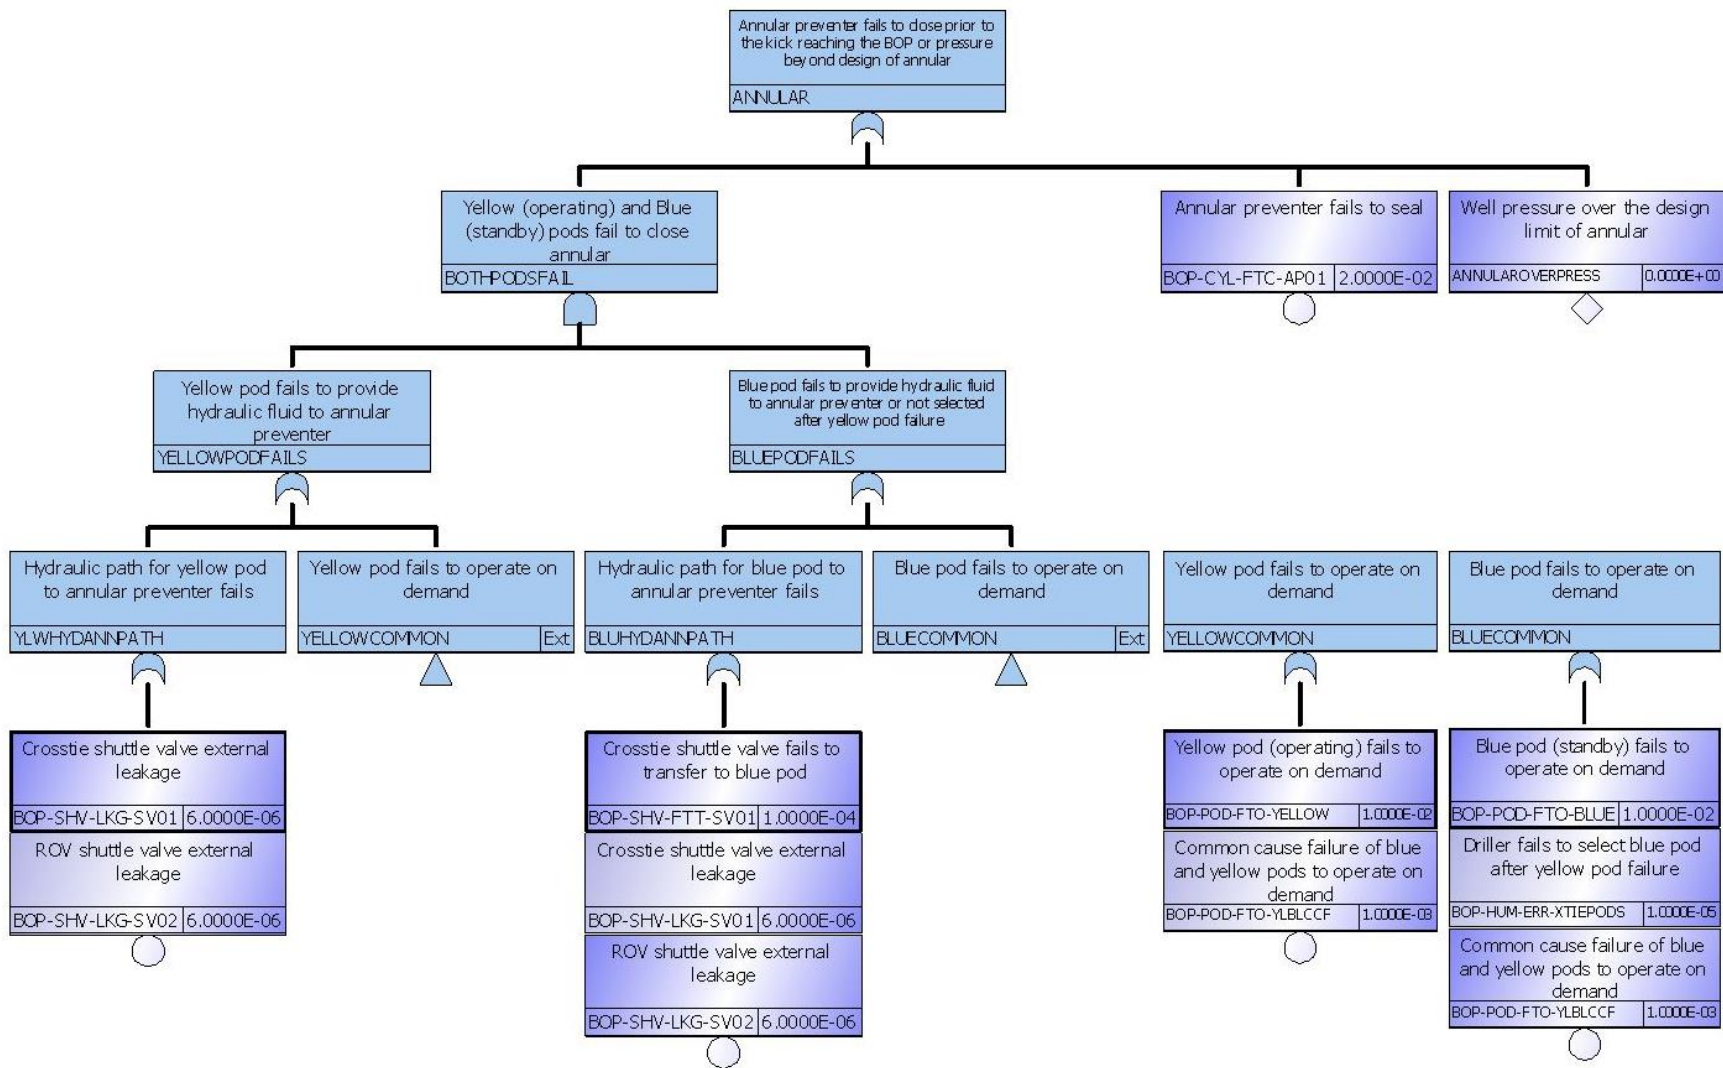 Annular preventer fails to close prior to
the kick reaching the BOP or pressure
beyond design of annular
ANNULAR
Yellow (operating) and Blue
(standby) pods fail to close
annular
BOTHPODSFAIL
Annular preventer fails to seal
BOP-CYL-FTC-AP01 2.0000E-02
Well pressure over the design
limit of annular
ANNULAROVERPRESS 0.0000E+00
Yellow pod fails to provide
hydraulic fluid to annular
preventer
YELLOWPODFAILS
Blue pod fails to provide hydraulic fluid
to annular preventer or not selected
after yellow pod failure
BLUEPODFAILS
Hydraulic path for yellow pod
to annular preventer fails
YLWHYDANNPATH
Yellow pod fails to operate on
demand
YELLOWCOMMON Ext
Hydraulic path for blue pod to
annular preventer fails
BLUHYDANNPATH
Blue pod fails to operate on
demand
BLUECOMMON Ext
Yellow pod fails to operate on
demand
YELLOWCOMMON
Blue pod fails to operate on
demand
BLUECOMMON
Crosstie shuttle valve external
leakage
BOP-SHV-LKG-SV01 6.0000E-06
ROV shuttle valve external
leakage
BOP-SHV-LKG-SV02 6.0000E-06
Crosstie shuttle valve fails to
transfer to blue pod
BOP-SHV-FTT-SV01 1.0000E-04
Crosstie shuttle valve external
leakage
BOP-SHV-LKG-SV01 6.0000E-06
ROV shuttle valve external
leakage
BOP-SHV-LKG-SV02 6.0000E-06
Yellow pod (operating) fails to
operate on demand
BOP-POD-FTO-YELLOW 1.0000E-02
Common cause failure of blue
and yellow pods to operate on
demand
BOP-POD-FTO-YLBLCCF 1.0000E-03
Blue pod (standby) fails to
operate on demand
BOP-POD-FTO-BLUE 1.0000E-02
Driller fails to select blue pod
after yellow pod failure
BOP-HUM-ERR-XTIEPODS 1.0000E-05
Common cause failure of blue
and yellow pods to operate on
demand
BOP-POD-FTO-YLBLCCF 1.0000E-03